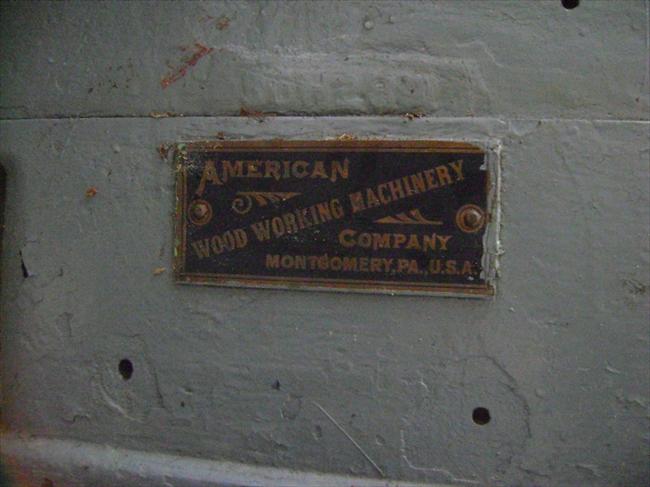 AMERICAN
WOOD WORKING MACHINERY
COMPANY
MONTGOMERY, PA., U.S.A.